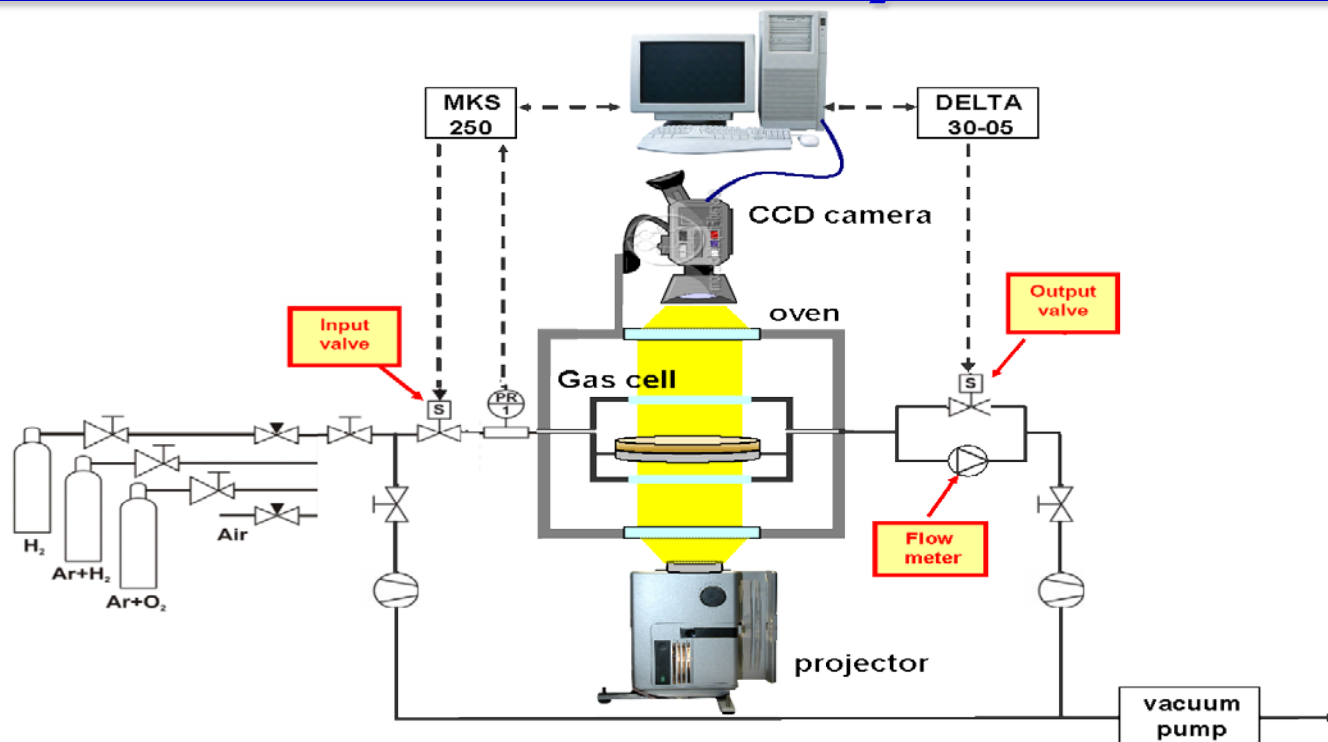 MKS
250
DELTA
30-05
CCD camera
Output
valve
Input
valve
oven
Gas cell
S
PR
1
S
Flow
meter
Air
H₂
Ar+H₂
Ar+O₂
projector
vacuum
pump